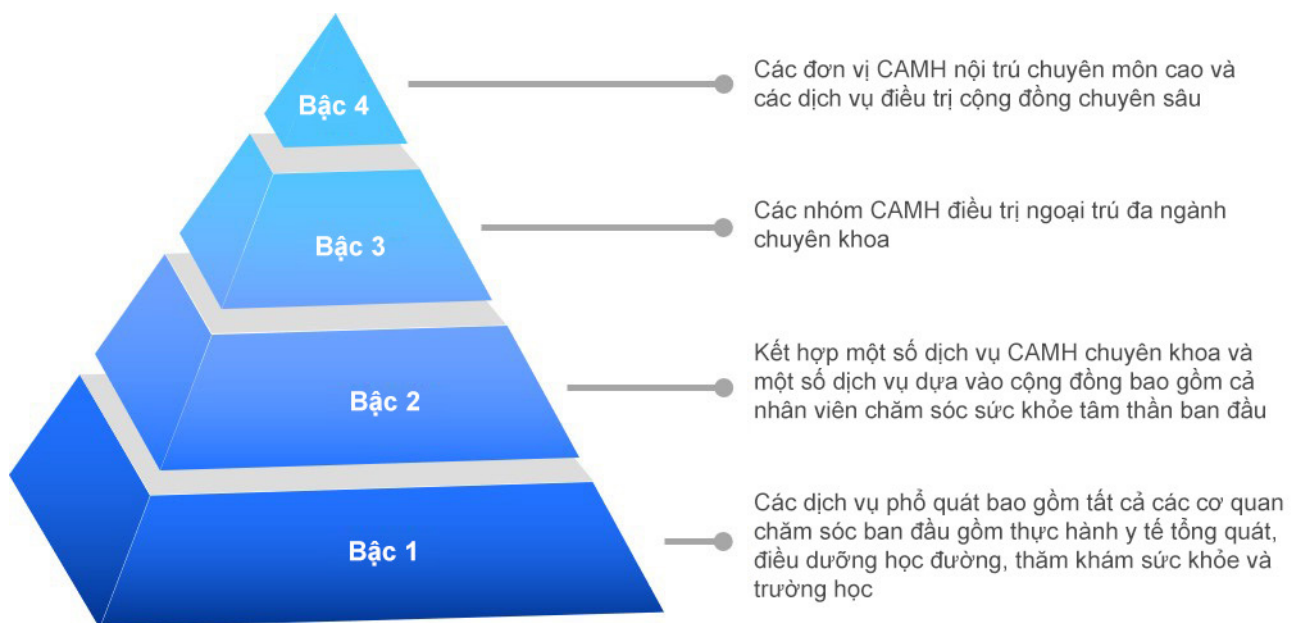 Bậc 4
Các đơn vị CAMH nội trú chuyên môn cao và
các dịch vụ điều trị cộng đồng chuyên sâu
Bậc 3
Các nhóm CAMH điều trị ngoại trú đa ngành
chuyên khoa
Bậc 2
Kết hợp một số dịch vụ CAMH chuyên khoa và
một số dịch vụ dựa vào cộng đồng bao gồm cả
nhân viên chăm sóc sức khỏe tâm thần ban đầu
Bậc 1
Các dịch vụ phổ quát bao gồm tất cả các cơ quan
chăm sóc ban đầu gồm thực hành y tế tổng quát,
điều dưỡng học đường, thăm khám sức khỏe và
trường học